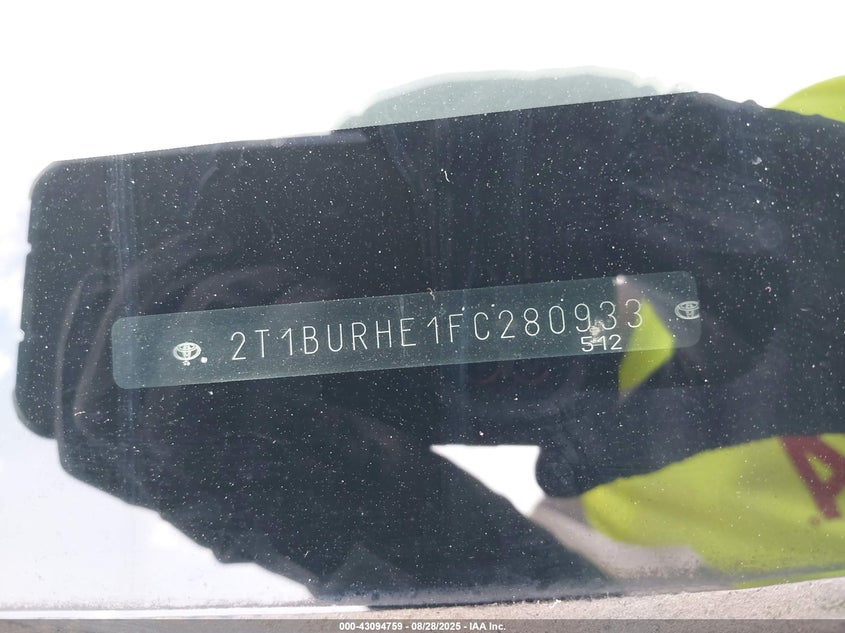 2T1BURHE1FC280933
512
A
000-43094759 - 08/28/2025 - IAA Inc.